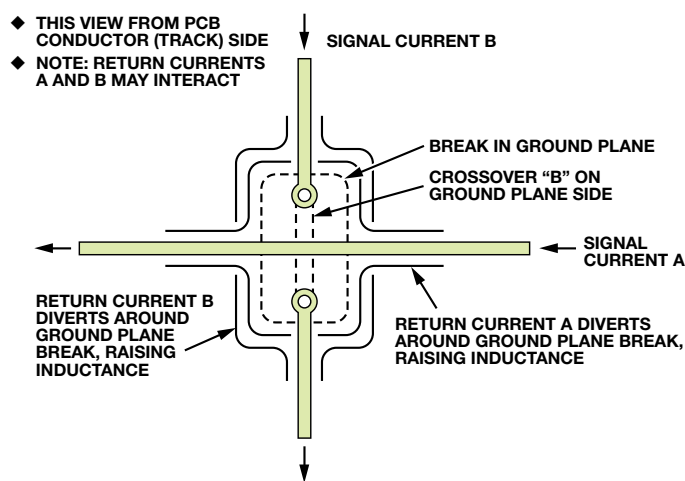 ◆ THIS VIEW FROM PCB
CONDUCTOR (TRACK) SIDE
◆ NOTE: RETURN CURRENTS
A AND B MAY INTERACT
SIGNAL CURRENT B
BREAK IN GROUND PLANE
CROSSOVER “B” ON
GROUND PLANE SIDE
SIGNAL
CURRENT A
RETURN CURRENT B
DIVERTS AROUND
GROUND PLANE
BREAK, RAISING
INDUCTANCE
RETURN CURRENT A DIVERTS
AROUND GROUND PLANE BREAK,
RAISING INDUCTANCE